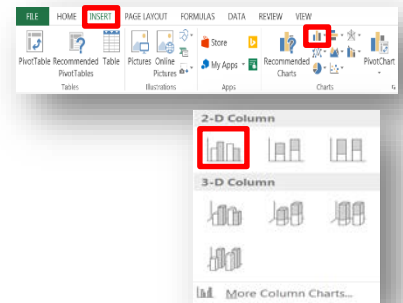 FILE HOME INSERT PAGE LAYOUT FORMULAS DATA REVIEW VIEW
PivotTable Recommended PivotTables Table Pictures Online Pictures Store My Apps Recommended Charts PivotChart
Tables Illustrations Apps Charts
2-D Column
3-D Column
More Column Charts...